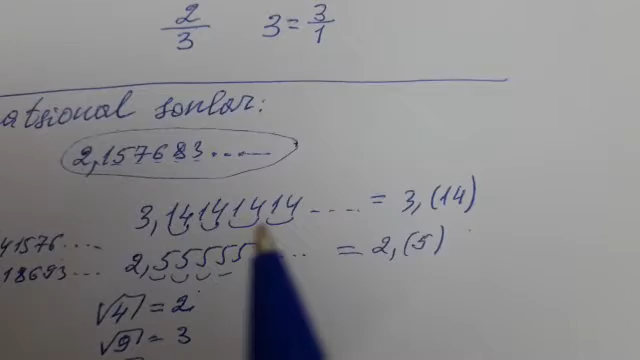 2/3 3 = 3/1
atsional sonlar:
2,157683......
3,14141414.... = 3,(14)
41576....
2,55555... = 2,(5)
18693...
√4 = 2
√9 = 3